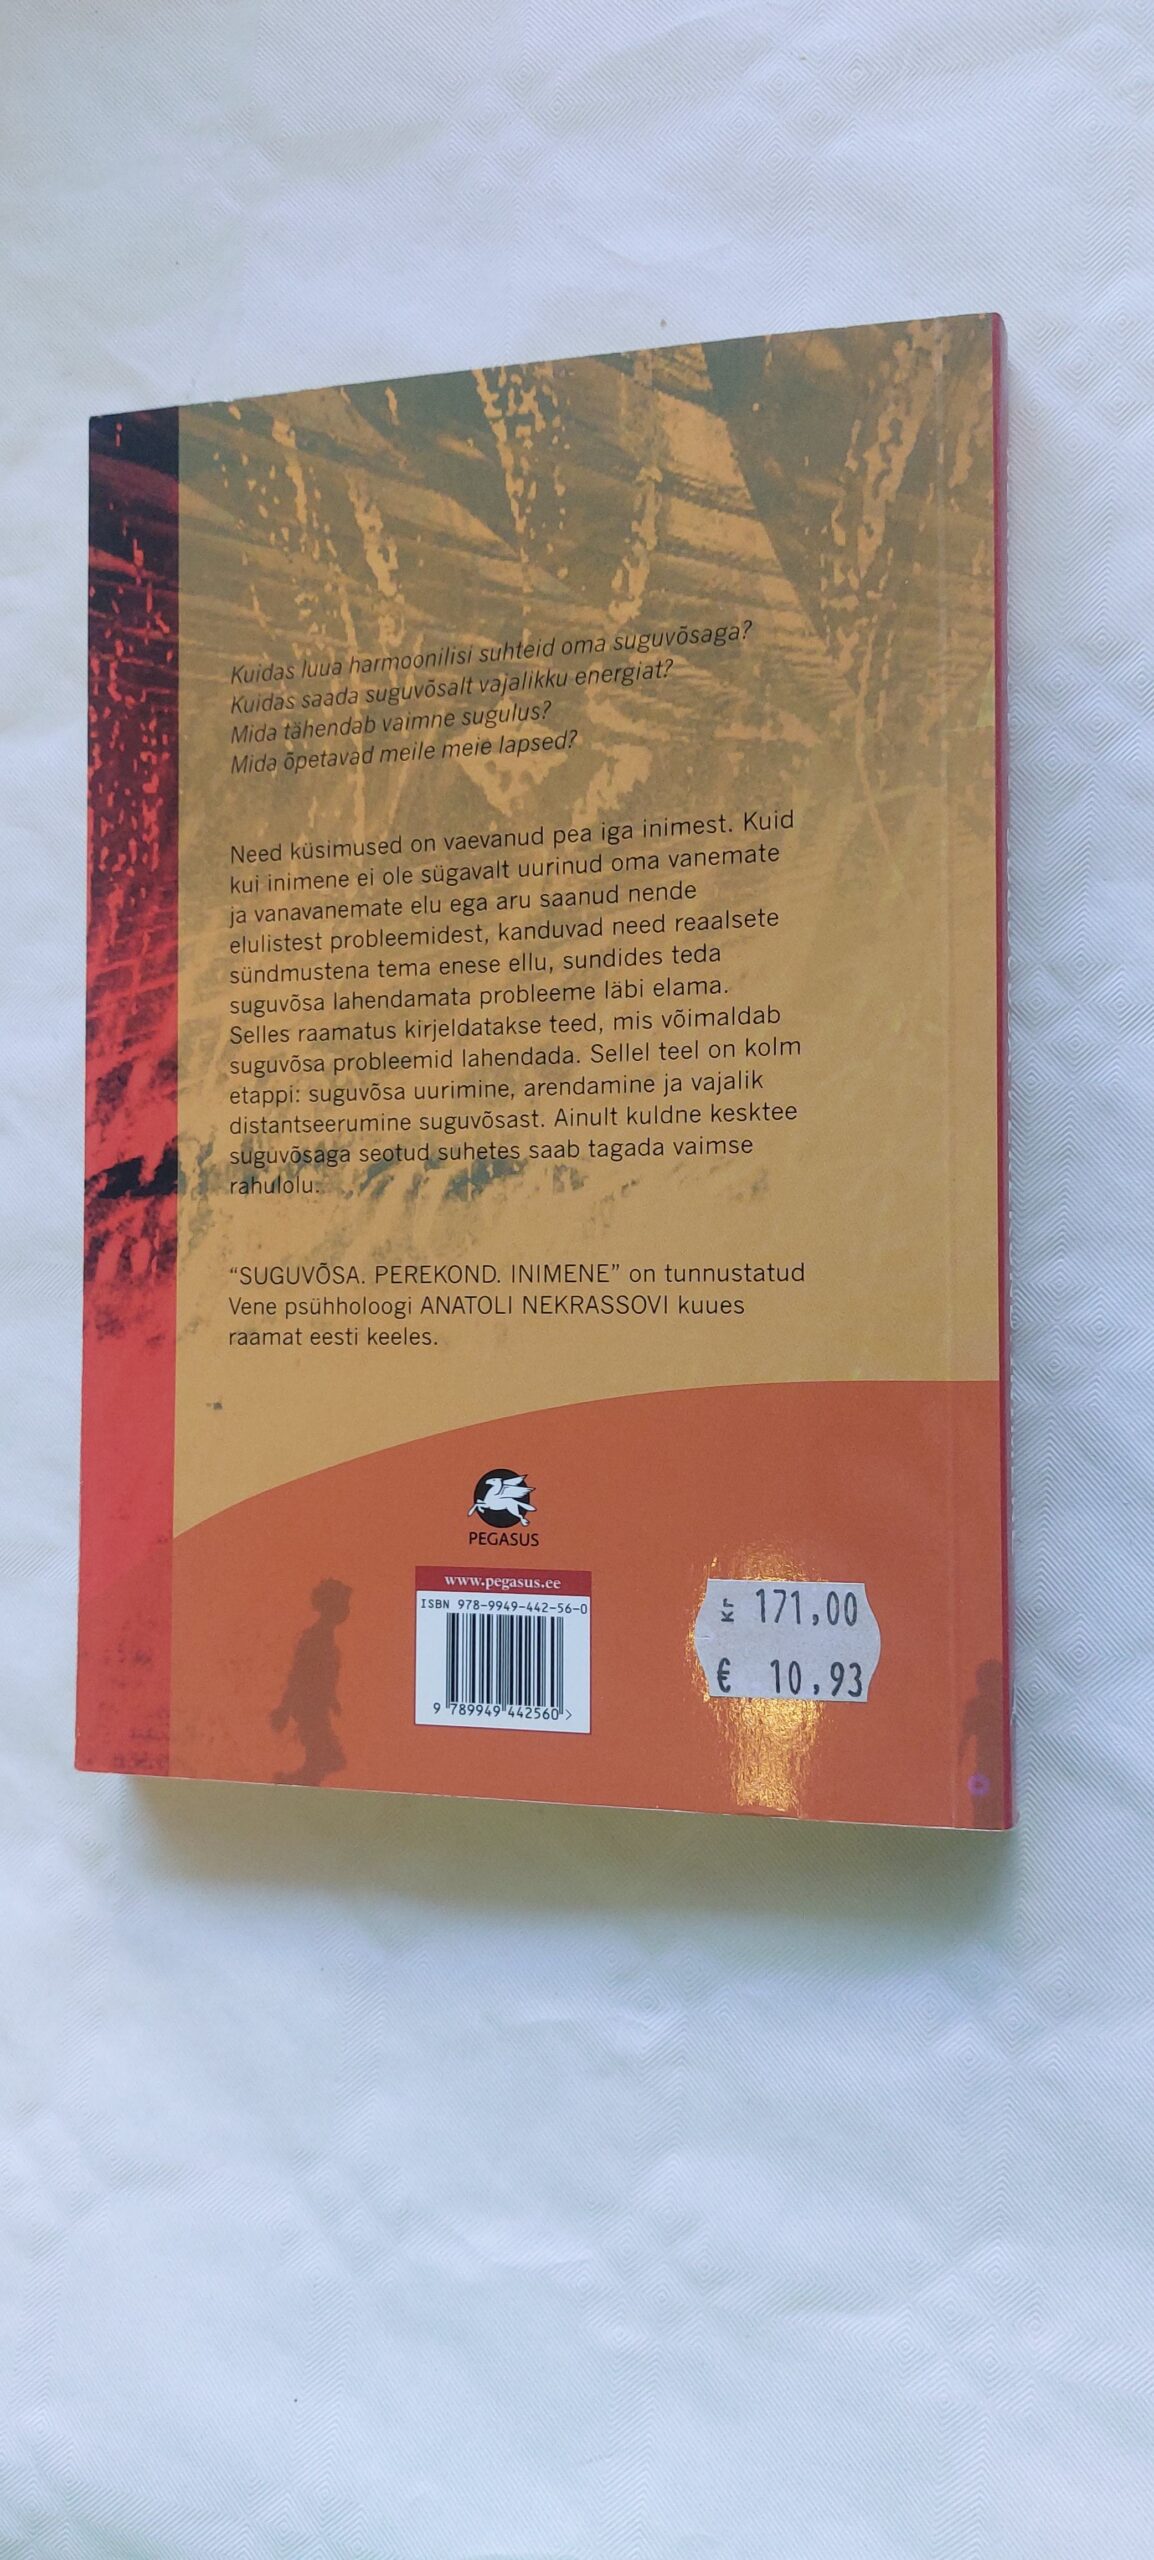 Kuidas luua harmoonilisi suhteid oma suguvõsaga?
Kuidas saada suguvõsalt vajalikku energiat?
Mida tähendab vaimne sugulus?
Mida õpetavad meile meie lapsed?
Need küsimused on vaevanud pea iga inimest. Kuid
kui inimene ei ole sügavalt uurinud oma vanemate
ja vanavanemate elu ega aru saanud nende
elulistest probleemidest, kanduvad need reaalsete
sündmustena tema enese ellu, sundides teda
suguvõsa lahendamata probleeme läbi elama.
Selles raamatus kirjeldatakse teed, mis võimaldab
suguvõsa probleemid lahendada. Sellel teel on kolm
etappi: suguvõsa uurimine, arendamine ja vajalik
distantseerumine suguvõsast. Ainult kuldne kesktee
suguvõsaga seotud suhetes saab tagada vaimse
rahulolu.
“SUGUVÕSA. PEREKOND. INIMENE” on tunnustatud
Vene psühholoogi ANATOLI NEKRASSOVI kuues
raamat eesti keeles.
PEGASUS
www.pegasus.ee
ISBN 978-9949-442-56-0
9 789949 442560 >
Kr 171,00
€ 10,93